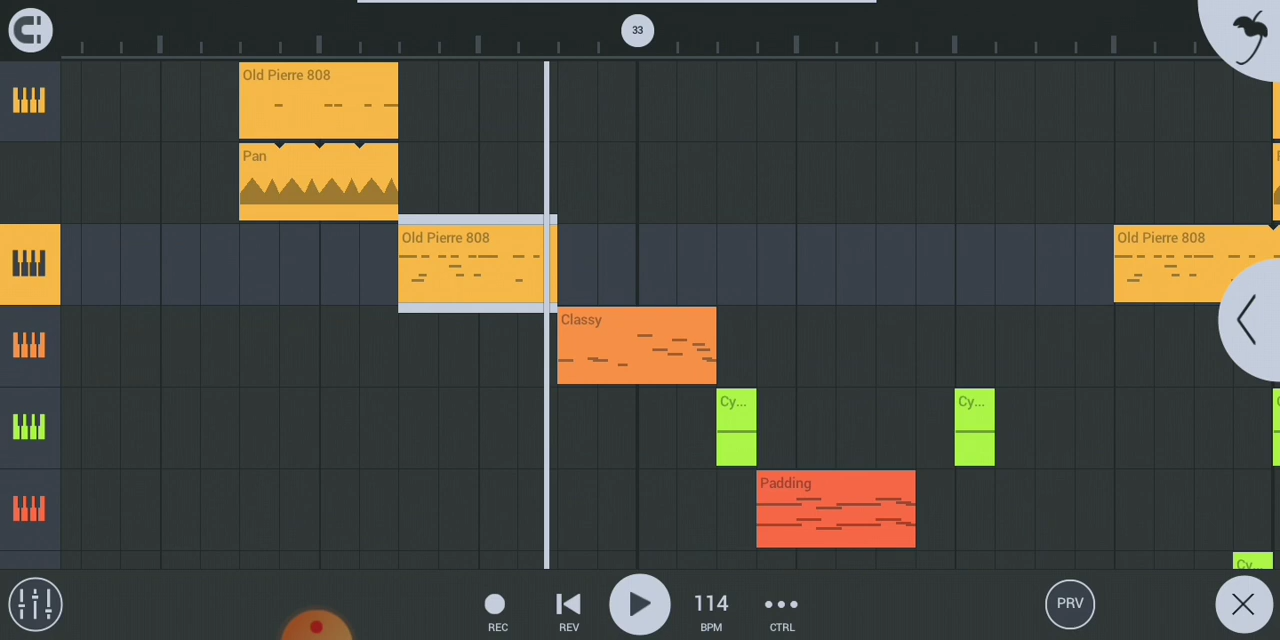 33
Old Pierre 808
Pan
Old Pierre 808
Old Pierre 808
Classy
Cy...
Cy...
Padding
Cy...
REC
REV
114
BPM
CTRL
PRV